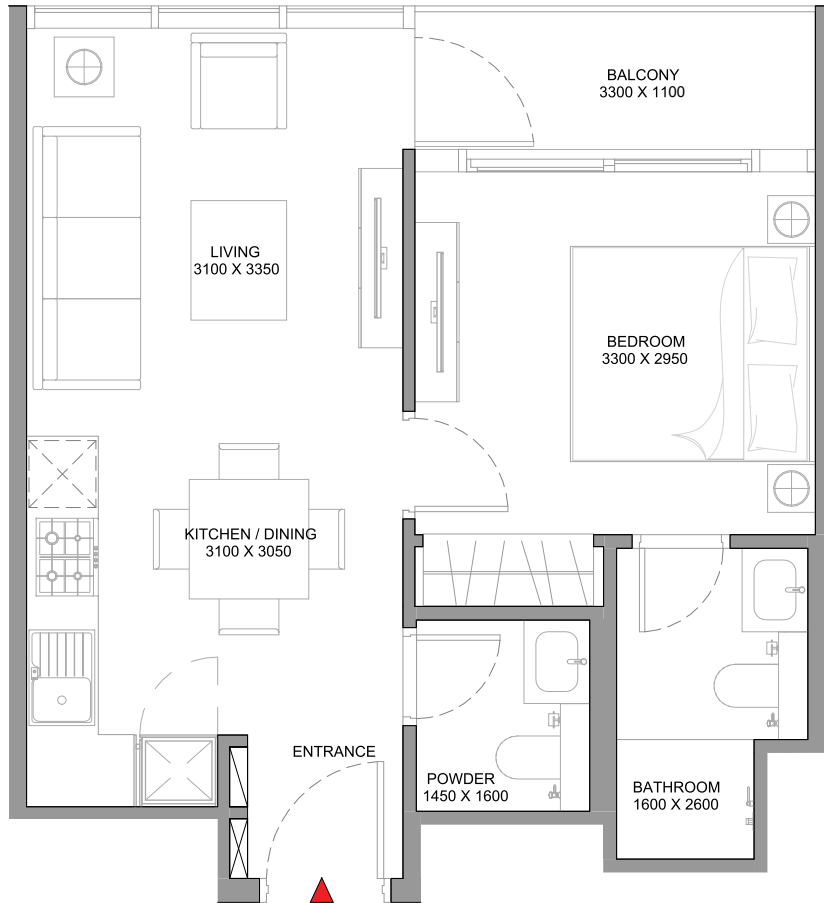 BALCONY
3300 X 1100
LIVING
3100 X 3350
BEDROOM
3300 X 2950
KITCHEN / DINING
3100 X 3050
ENTRANCE
POWDER
1450 X 1600
BATHROOM
1600 X 2600